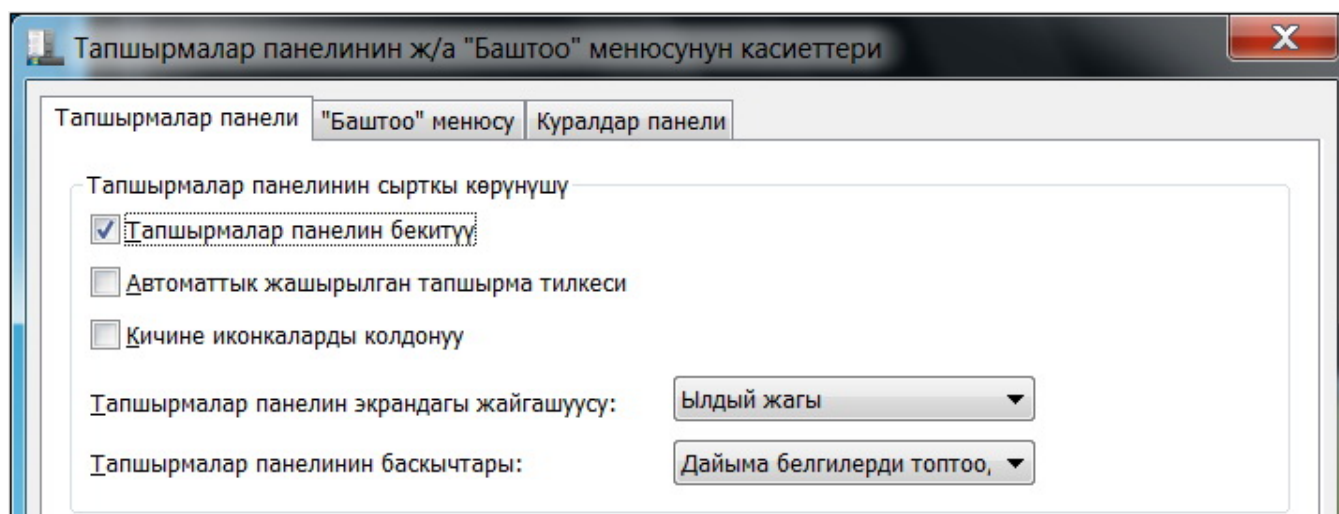 Тапшырмалар панелинин ж/а "Баштоо" менюсунун касиеттери
Тапшырмалар панели "Баштоо" менюсу Куралдар панели
Тапшырмалар панелинин сырткы көрүнүшү
Тапшырмалар панелин бекитүү
Автоматтык жашырылган тапшырма тилкеси
Кичине иконкаларды колдонуу
Тапшырмалар панелин экрандагы жайгашуусу: Ылдый жагы
Тапшырмалар панелинин баскычтары: Дайыма белгилерди топтоо,